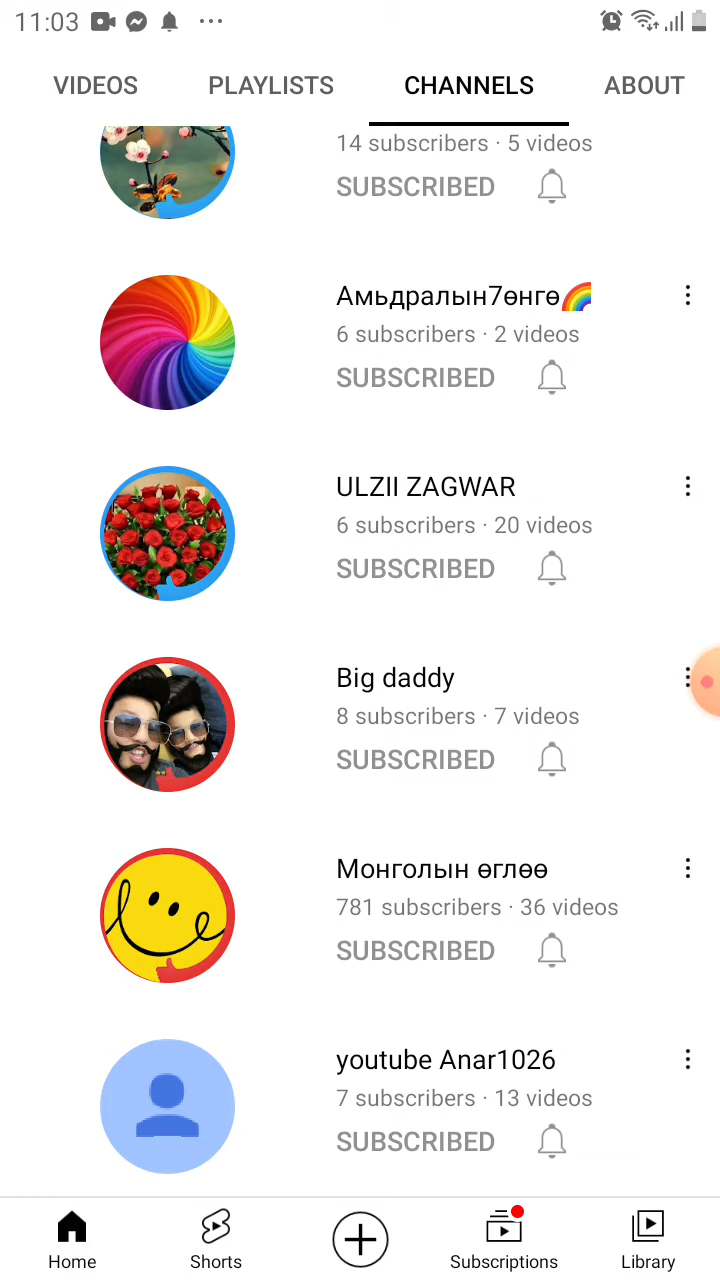 11:03
VIDEOS PLAYLISTS CHANNELS ABOUT
14 subscribers · 5 videos
SUBSCRIBED
Амьдралын7өнгө🌈
6 subscribers · 2 videos
SUBSCRIBED
ULZII ZAGWAR
6 subscribers · 20 videos
SUBSCRIBED
Big daddy
8 subscribers · 7 videos
SUBSCRIBED
Монголын өглөө
781 subscribers · 36 videos
SUBSCRIBED
youtube Anar1026
7 subscribers · 13 videos
SUBSCRIBED
Home Shorts Subscriptions Library